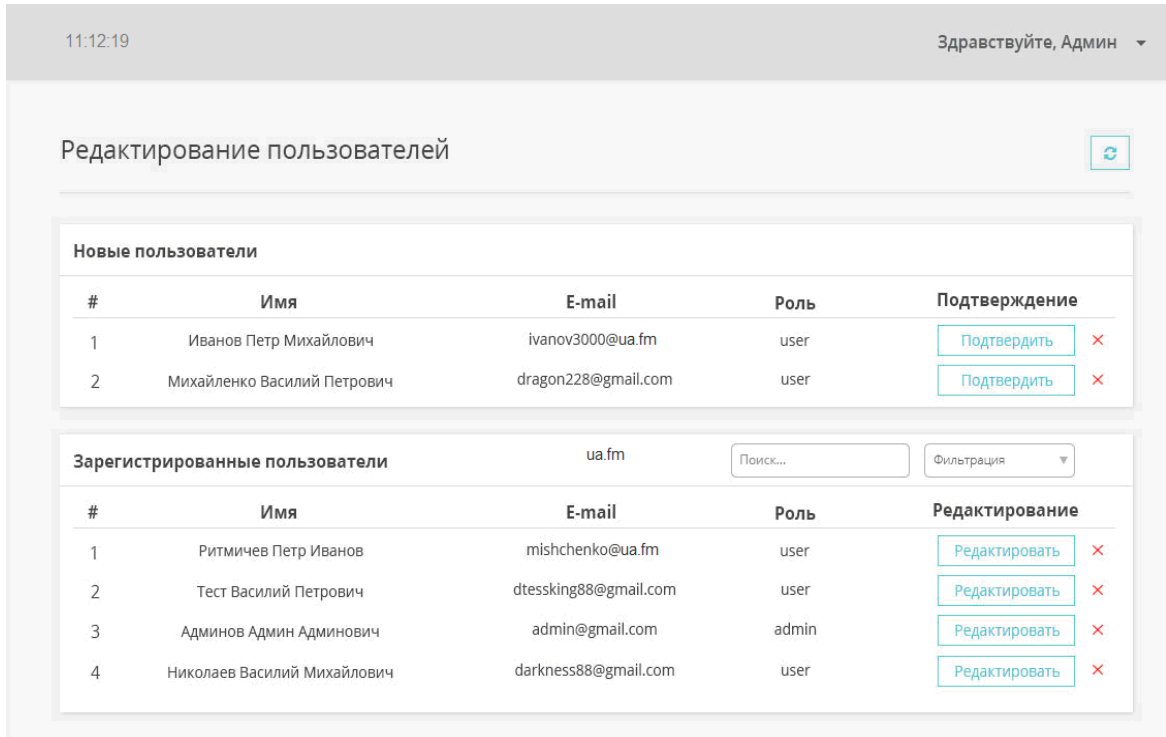 11:12:19 Здравствуйте, Админ
Редактирование пользователей
Новые пользователи
# Имя E-mail Роль Подтверждение
1 Иванов Петр Михайлович ivanov3000@ua.fm user Подтвердить ×
2 Михайленко Василий Петрович dragon228@gmail.com user Подтвердить ×
Зарегистрированные пользователи ua.fm Поиск... Фильтрация
# Имя E-mail Роль Редактирование
1 Ритмичев Петр Иванов mishchenko@ua.fm user Редактировать ×
2 Тест Василий Петрович dtessking88@gmail.com user Редактировать ×
3 Админов Админ Админович admin@gmail.com admin Редактировать ×
4 Николаев Василий Михайлович darkness88@gmail.com user Редактировать ×